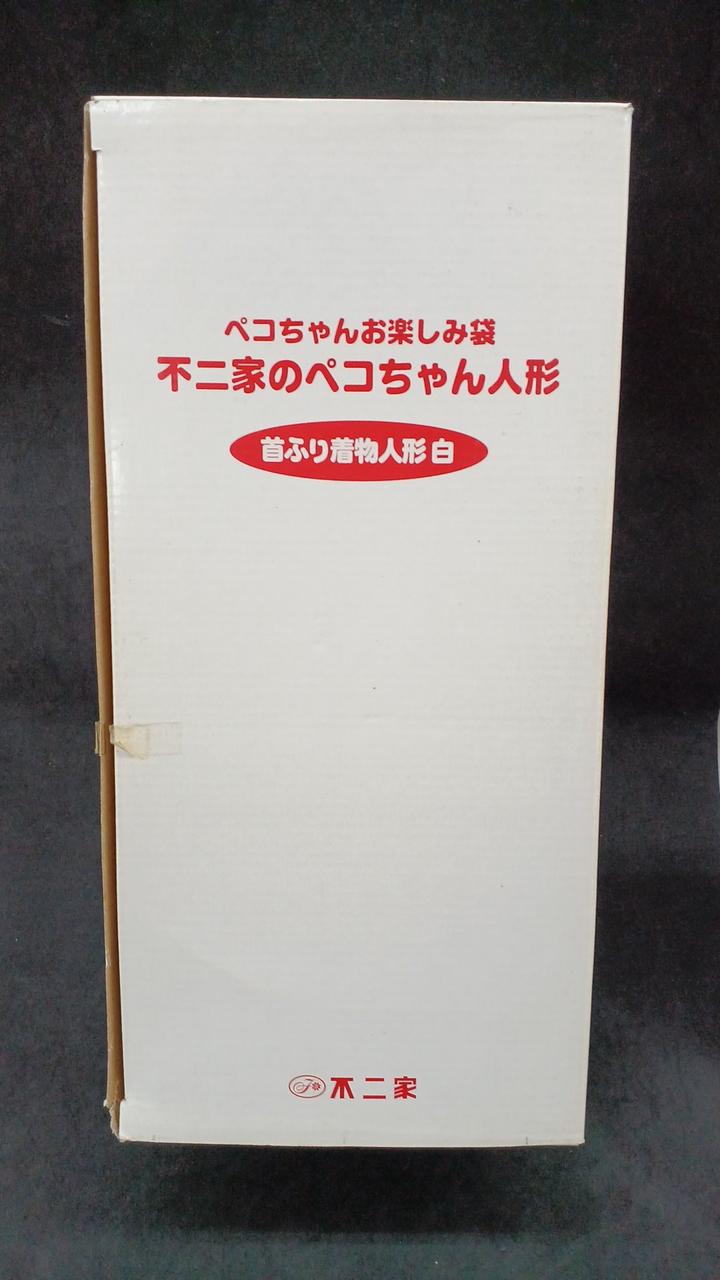 ペコちゃんお楽しみ袋
不二家のペコちゃん人形
首ふり着物人形 白
不二家